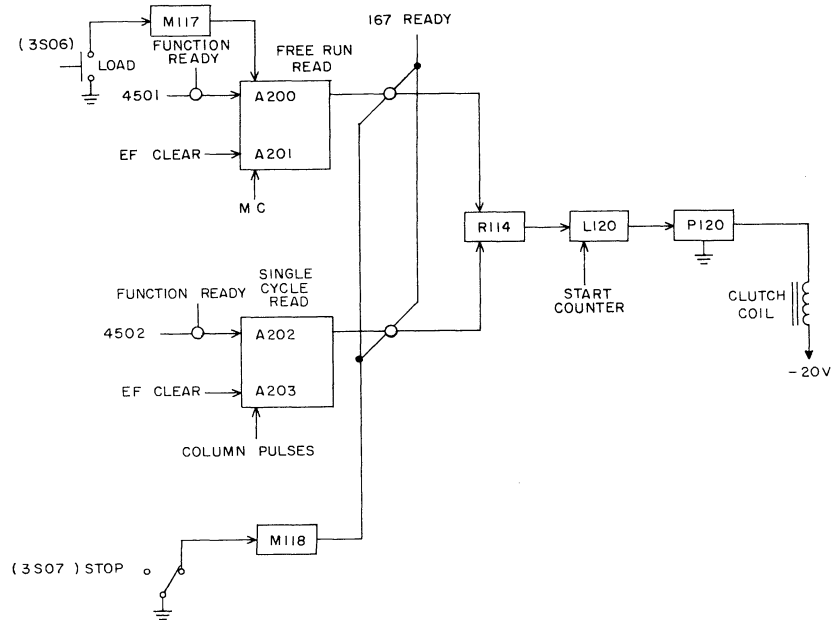 M117
167 READY
(3S06)
LOAD
FUNCTION
READY
FREE RUN
READ
4501
A200
EF CLEAR
A201
MC
R114
L120
P120
START
COUNTER
CLUTCH
COIL
-20V
FUNCTION READY
SINGLE
CYCLE
READ
4502
A202
EF CLEAR
A203
COLUMN PULSES
M118
(3S07) STOP